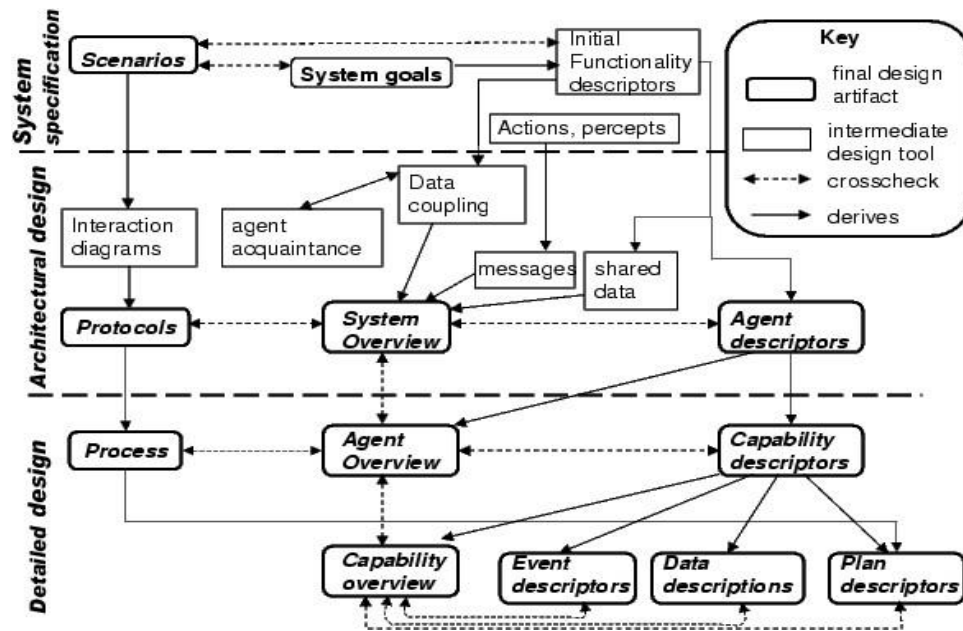 System
specification
Scenarios
System goals
Initial
Functionality
descriptors
Actions, percepts
Key
final design
artifact
intermediate
design tool
crosscheck
derives
Architectural design
Interaction
diagrams
agent
acquaintance
Data
coupling
messages
shared
data
Protocols
System
Overview
Agent
descriptors
Detailed design
Process
Agent
Overview
Capability
descriptors
Capability
overview
Event
descriptors
Data
descriptions
Plan
descriptors